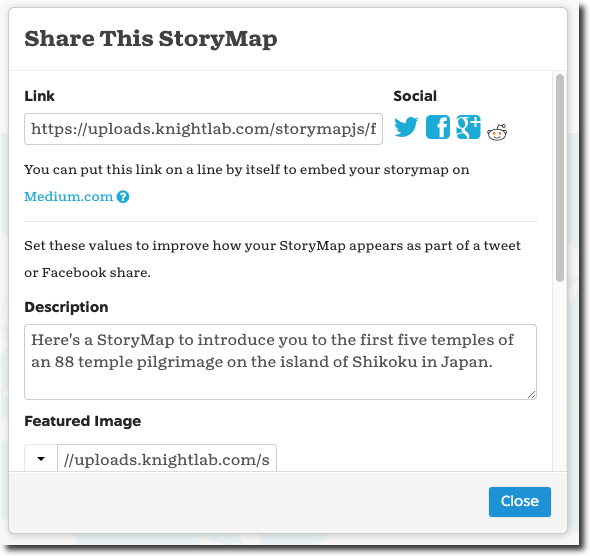 Share This StoryMap
Link
Social
https://uploads.knightlab.com/storymapjs/f
You can put this link on a line by itself to embed your storymap on
Medium.com
Set these values to improve how your StoryMap appears as part of a tweet
or Facebook share.
Description
Here's a StoryMap to introduce you to the first five temples of
an 88 temple pilgrimage on the island of Shikoku in Japan.
Featured Image
//uploads.knightlab.com/s
Close